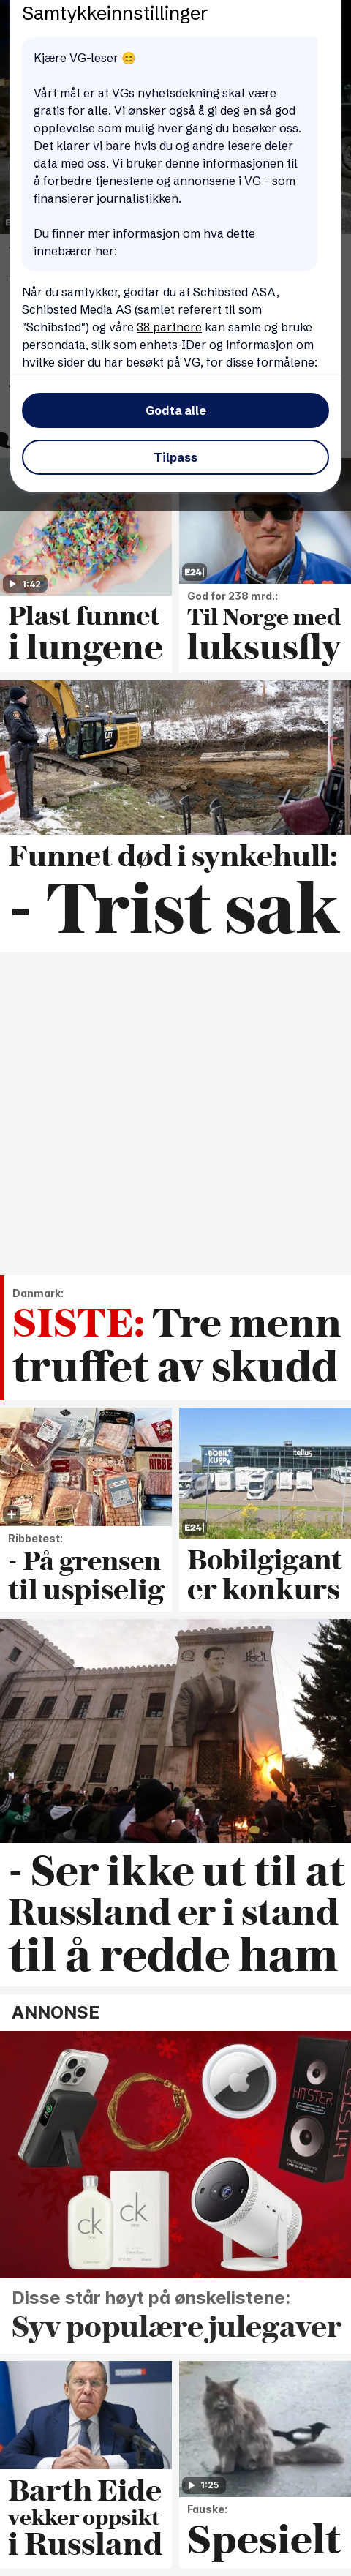 Samtykkeinnstillinger
Kjære VG-leser 😊
Vårt mål er at VGs nyhetsdekning skal være
gratis for alle. Vi ønsker også å gi deg en så god
opplevelse som mulig hver gang du besøker oss.
Det klarer vi bare hvis du og andre lesere deler
data med oss. Vi bruker denne informasjonen til
å forbedre tjenestene og annonsene i VG - som
finansierer journalistikken.
Du finner mer informasjon om hva dette
innebærer her:
Når du samtykker, godtar du at Schibsted ASA,
Schibsted Media AS (samlet referert til som
"Schibsted") og våre 38 partnere kan samle og bruke
persondata, slik som enhets-IDer og informasjon om
hvilke sider du har besøkt på VG, for disse formålene:
Godta alle
Tilpass
1:42
Plast funnet
i lungene
E24
God for 238 mrd.:
Til Norge med
luksusfly
Funnet død i synkehull:
- Trist sak
Danmark:
SISTE: Tre menn
truffet av skudd
Ribbetest:
- På grensen
til uspiselig
BOBIL
KUPP
tellus
E24
Bobilgigant
er konkurs
- Ser ikke ut til at
Russland er i stand
til å redde ham
ANNONSE
HITSTER
ck
one
ck
one
Disse står høyt på ønskelistene:
Syv populære julegaver
Barth Eide
vekker oppsikt
i Russland
1:25
Fauske:
Spesielt